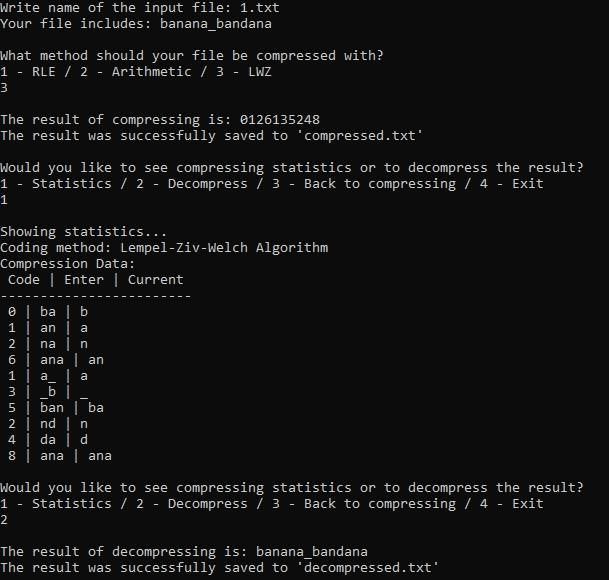 Write name of the input file: 1.txt
Your file includes: banana_bandana
What method should your file be compressed with?
1 - RLE / 2 - Arithmetic / 3 - LWZ
3
The result of compressing is: 0126135248
The result was successfully saved to 'compressed.txt'
Would you like to see compressing statistics or to decompress the result?
1 - Statistics / 2 - Decompress / 3 - Back to compressing / 4 - Exit
1
Showing statistics...
Coding method: Lempel-Ziv-Welch Algorithm
Compression Data:
Code | Enter | Current
------------------------
0 | ba | b
1 | an | a
2 | na | n
6 | ana | an
1 | a_ | a
3 | _b | _
5 | ban | ba
2 | nd | n
4 | da | d
8 | ana | ana
Would you like to see compressing statistics or to decompress the result?
1 - Statistics / 2 - Decompress / 3 - Back to compressing / 4 - Exit
2
The result of decompressing is: banana_bandana
The result was successfully saved to 'decompressed.txt'